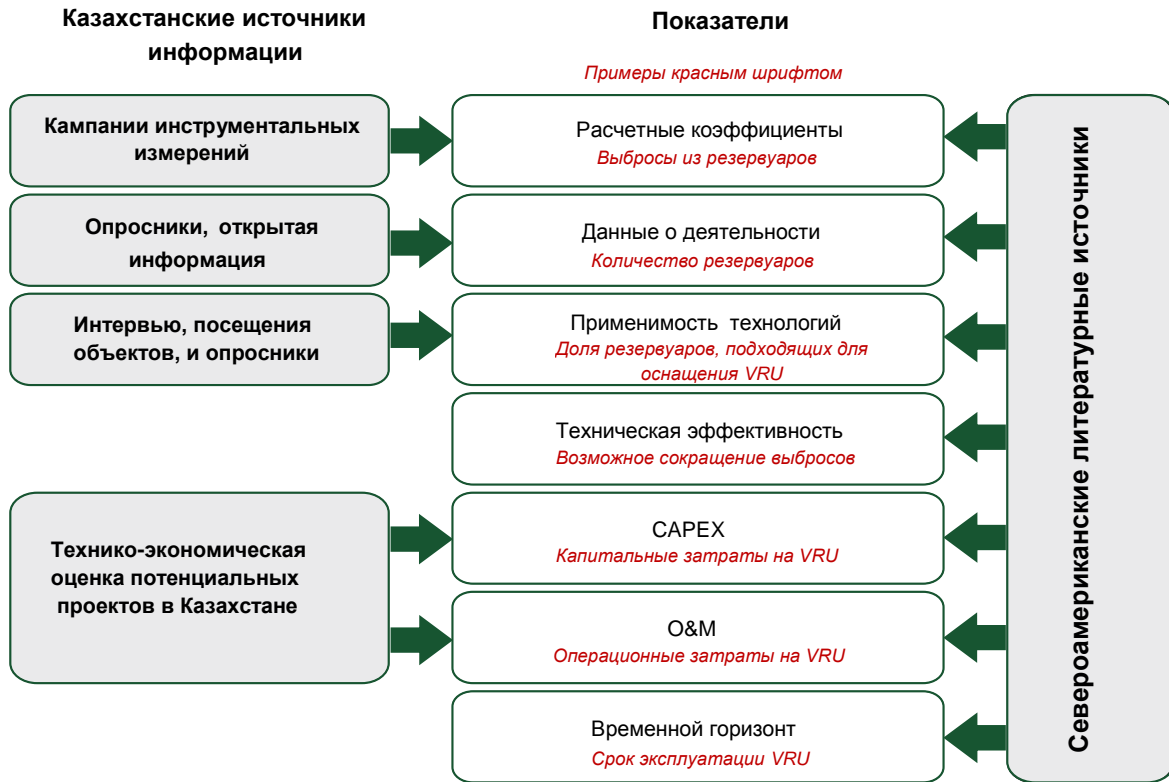 Казахстанские источники
информации
Показатели
Примеры красным шрифтом
Кампании инструментальных
измерений
Расчетные коэффициенты
Выбросы из резервуаров
Опросники, открытая
информация
Данные о деятельности
Количество резервуаров
Интервью, посещения
объектов, и опросники
Применимость технологий
Доля резервуаров, подходящих для
оснащения VRU
Техническая эффективность
Возможное сокращение выбросов
Технико-экономическая
оценка потенциальных
проектов в Казахстане
CAPEX
Капитальные затраты на VRU
O&M
Операционные затраты на VRU
Временной горизонт
Срок эксплуатации VRU
Североамериканские литературные источники